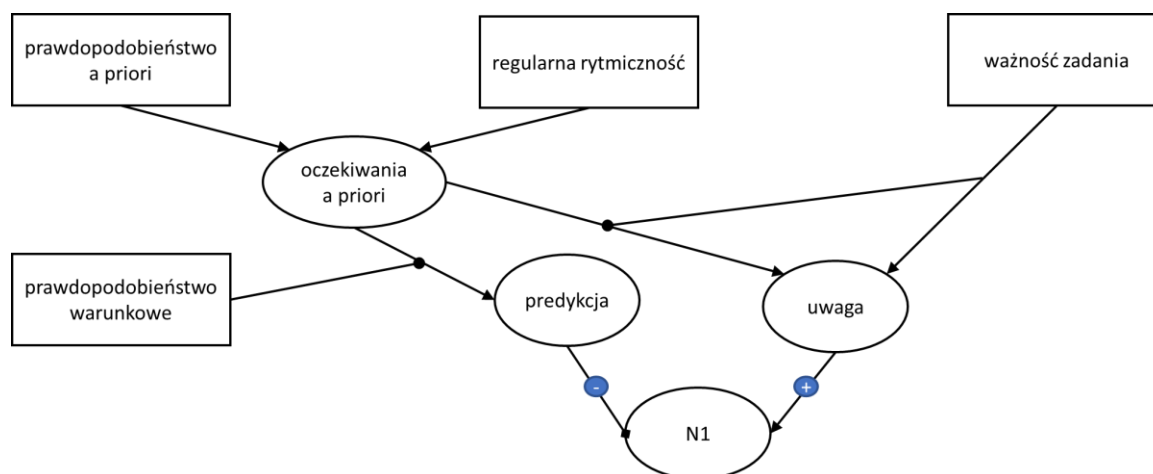 prawdopodobieństwo
a priori
regularna rytmiczność
ważność zadania
oczekiwania
a priori
prawdopodobieństwo
warunkowe
predykcja
uwaga
-
+
N1